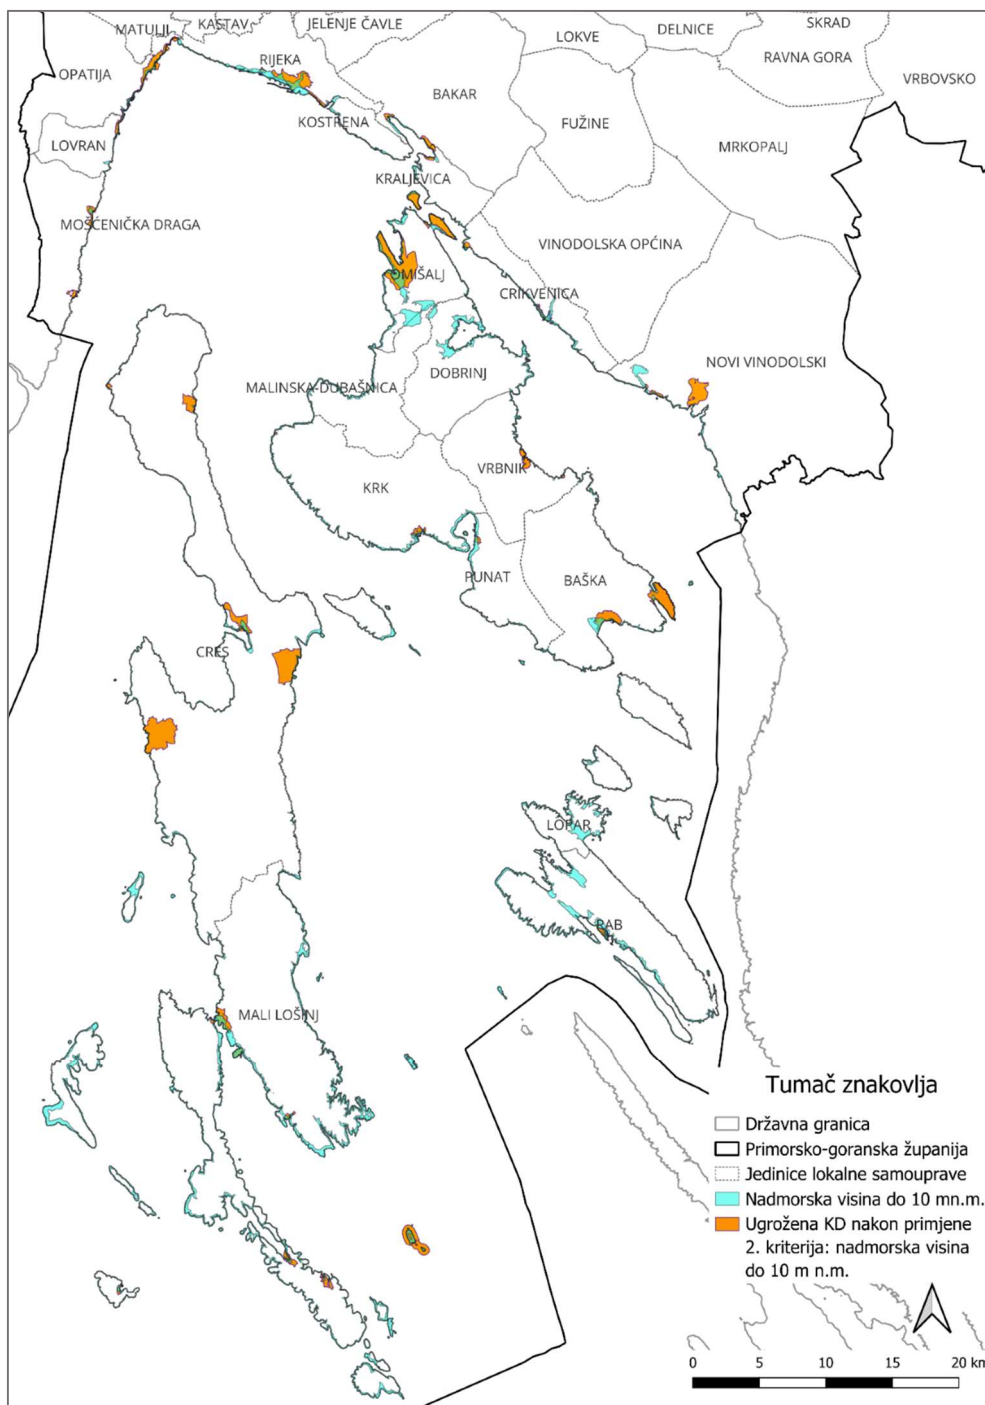 MATULJI
KASTAV
JELENJE ČAVLE
LOKVE
DELNICE
SKRAD
RAVNA GORA
VRBOVSKO
OPATIJA
RIJEKA
BAKAR
FUŽINE
KOSTRENA
MRKOPALJ
LOVRAN
KRALJEVICA
MOŠĆENIČKA DRAGA
VINODOLSKA OPĆINA
OMIŠALJ
CRIKVENICA
NOVI VINODOLSKI
DOBRINJ
MALINSKA-DUBAŠNICA
VRBNIK
KRK
PUNAT
BAŠKA
CRES
LOPAR
RAB
MALI LOŠINJ
Tumač znakovlja
Državna granica
Primorsko-goranska županija
Jedinice lokalne samouprave
Nadmorska visina do 10 mn.m.
Ugrožena KD nakon primjene
2. kriterija: nadmorska visina
do 10 m n.m.
0 5 10 15 20 km